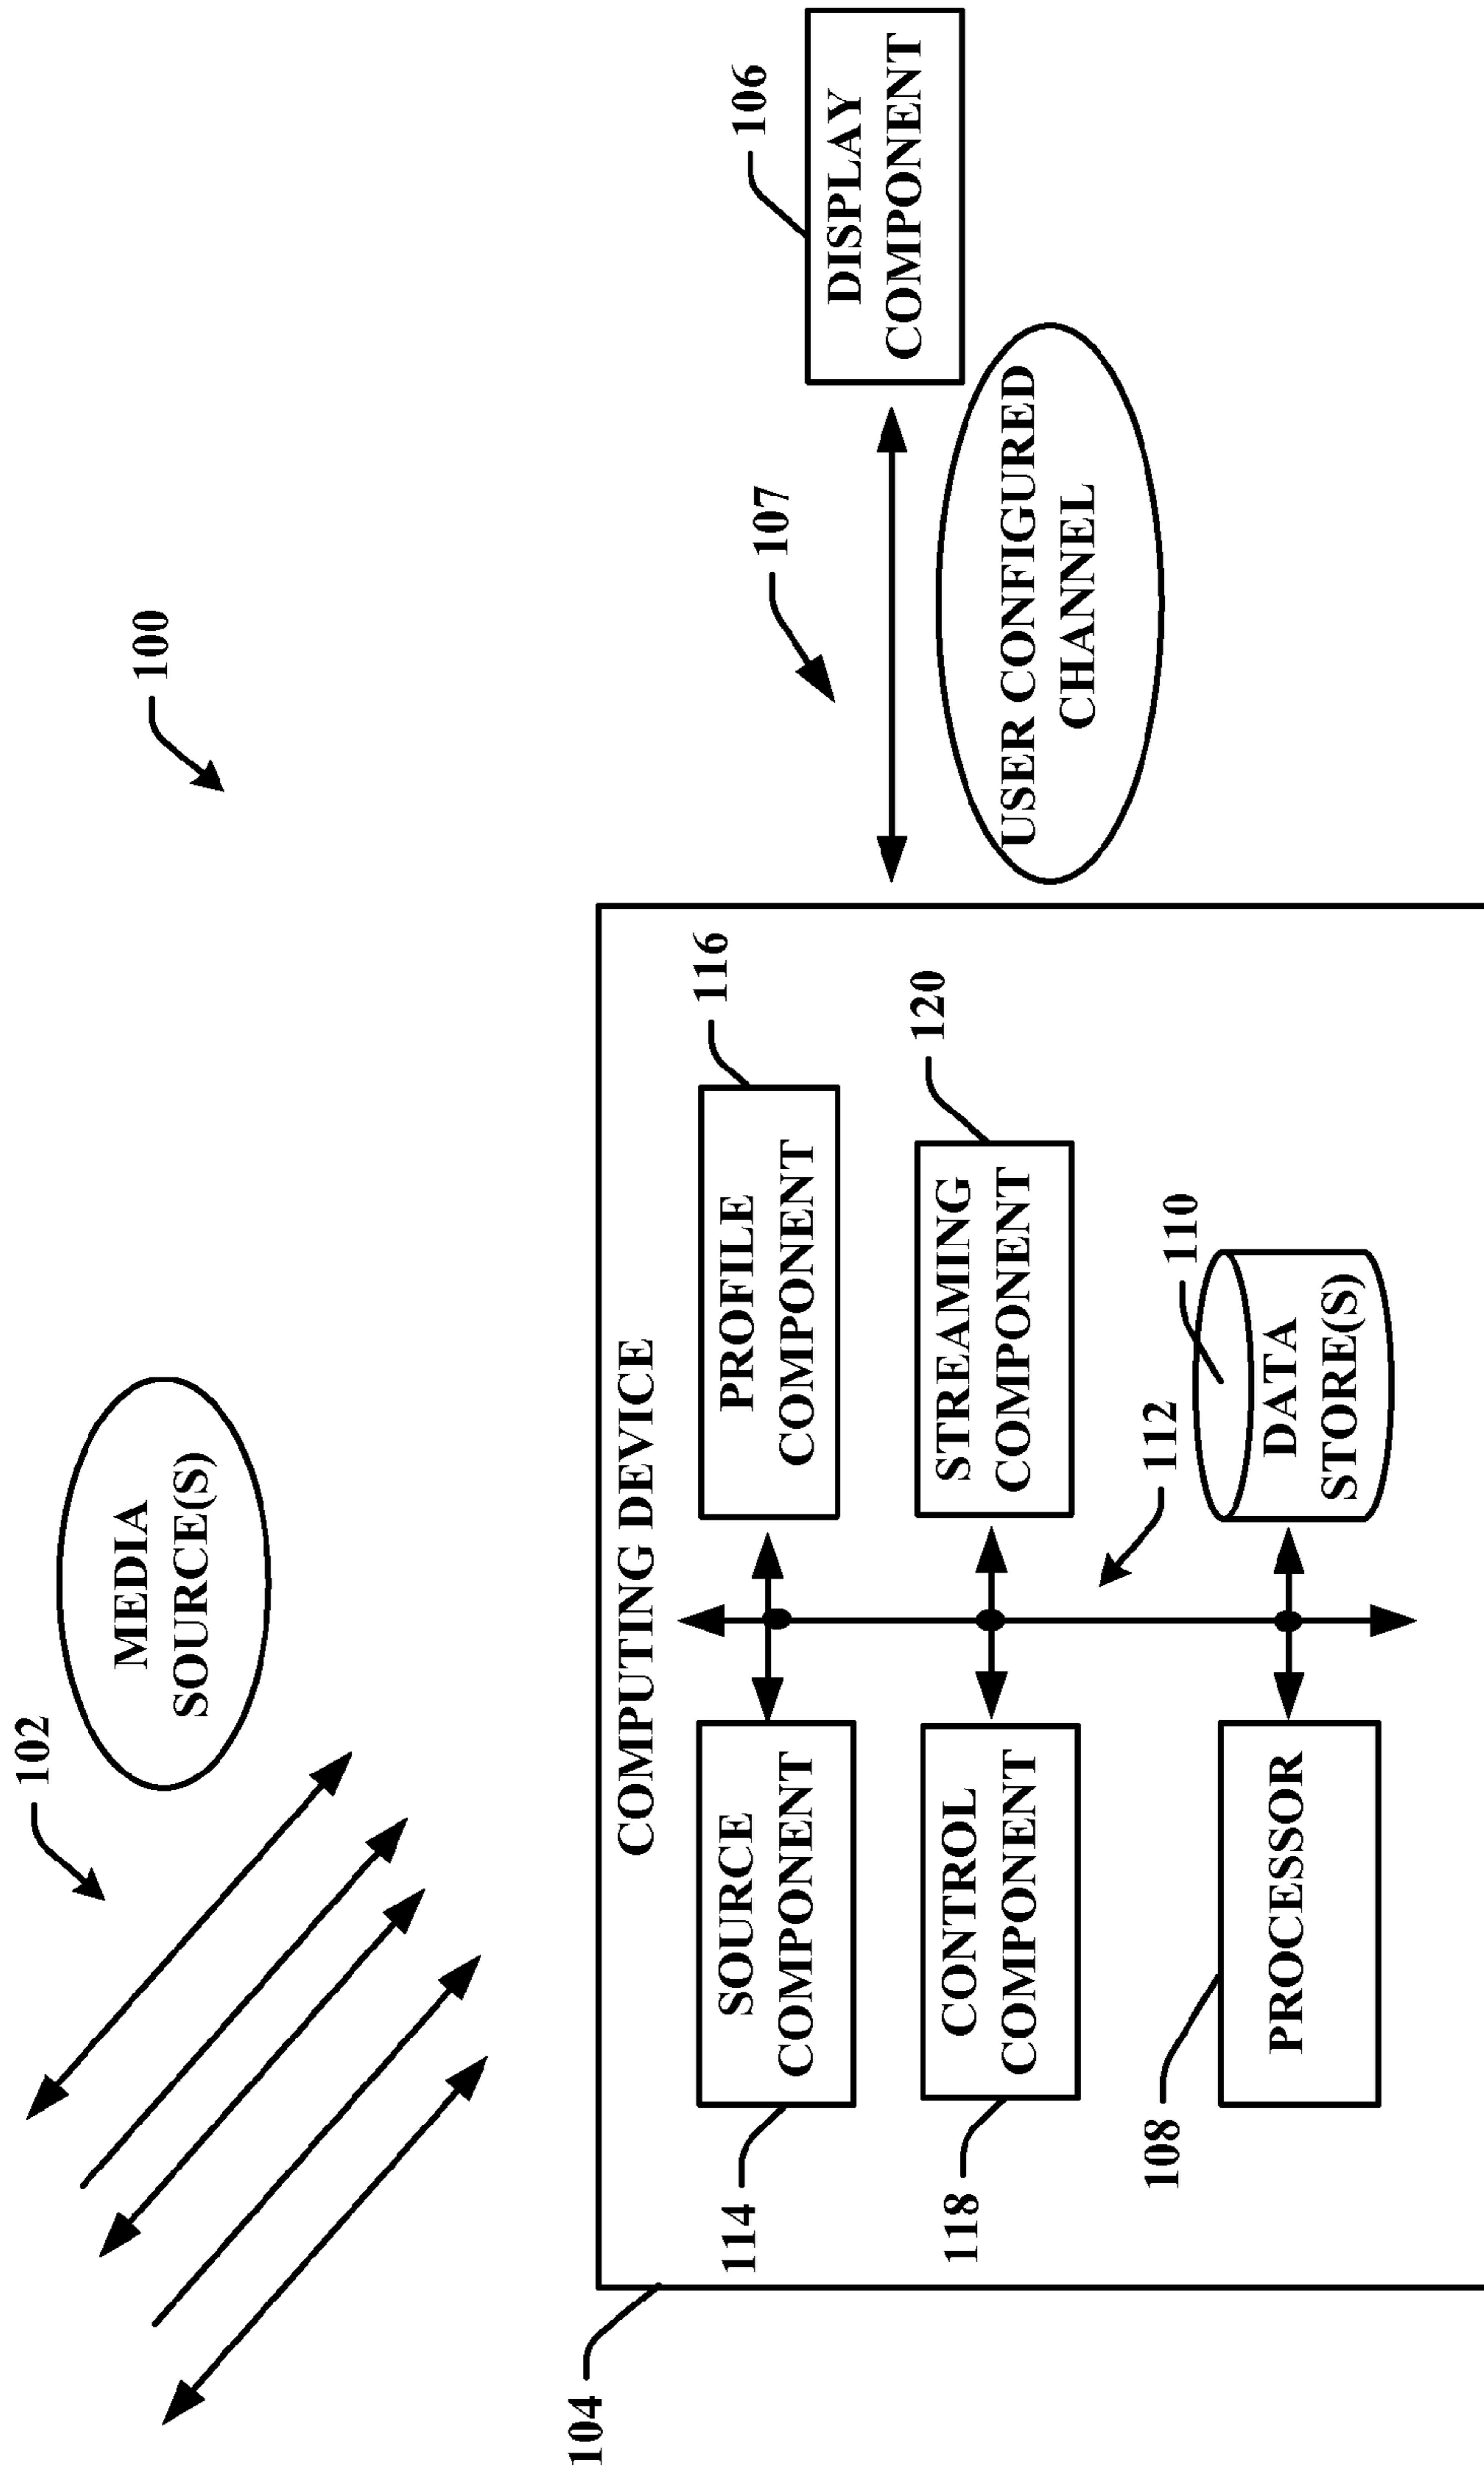 100
102
MEDIA
SOURCE(S)
104
COMPUTING DEVICE
114
SOURCE
COMPONENT
116
PROFILE
COMPONENT
118
CONTROL
COMPONENT
120
STREAMING
COMPONENT
112
108
PROCESSOR
110
DATA
STORE(S)
107
USER CONFIGURED
CHANNEL
106
DISPLAY
COMPONENT